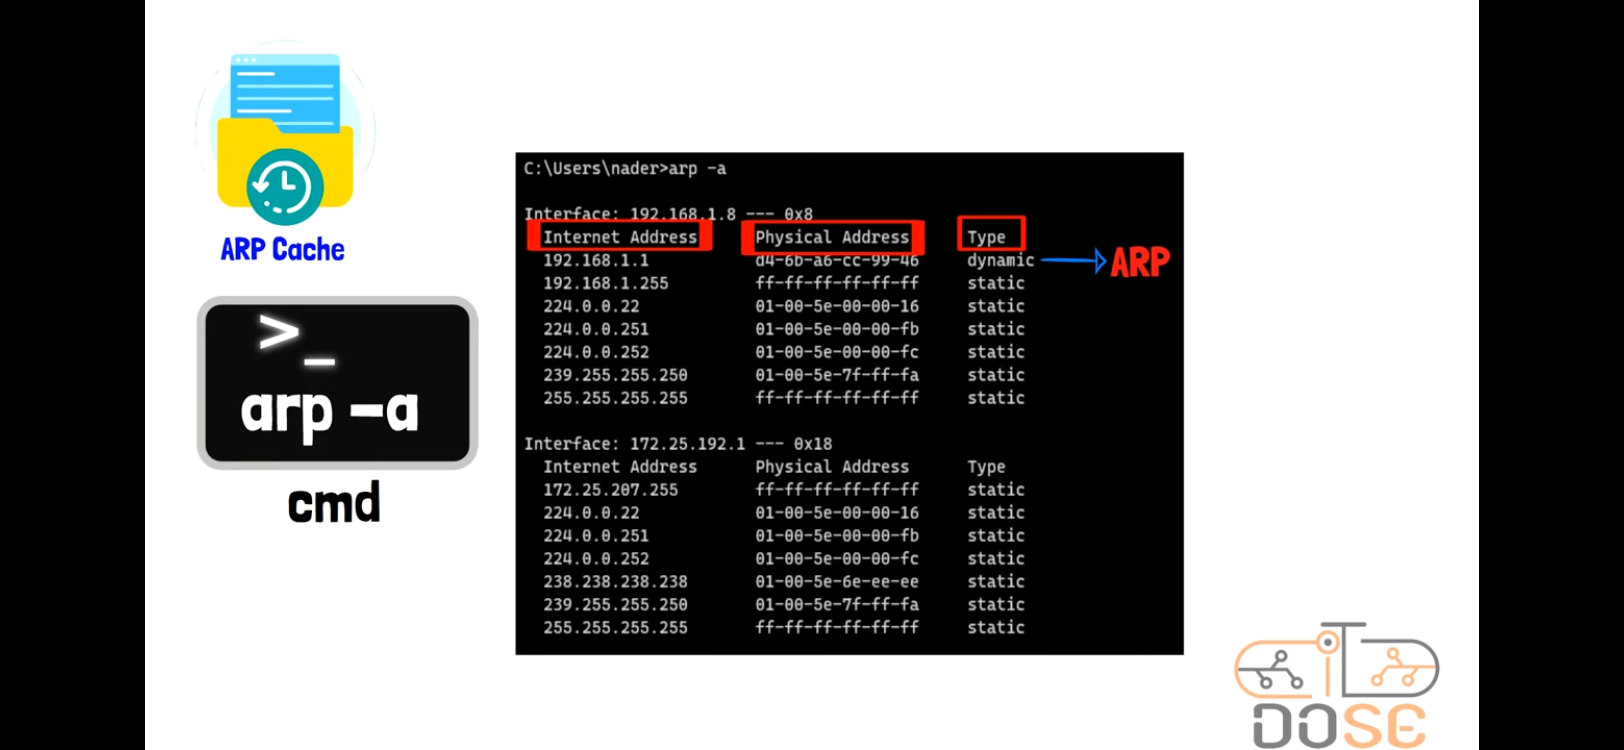 ARP Cache
>_
arp -a
cmd
C:\Users\nader>arp -a
Interface: 192.168.1.8 --- 0x8
Internet Address Physical Address Type
192.168.1.1 d4-6b-a6-cc-99-46 dynamic ARP
192.168.1.255 ff-ff-ff-ff-ff-ff static
224.0.0.22 01-00-5e-00-00-16 static
224.0.0.251 01-00-5e-00-00-fb static
224.0.0.252 01-00-5e-00-00-fc static
239.255.255.250 01-00-5e-7f-ff-fa static
255.255.255.255 ff-ff-ff-ff-ff-ff static
Interface: 172.25.192.1 --- 0x18
Internet Address Physical Address Type
172.25.207.255 ff-ff-ff-ff-ff-ff static
224.0.0.22 01-00-5e-00-00-16 static
224.0.0.251 01-00-5e-00-00-fb static
224.0.0.252 01-00-5e-00-00-fc static
238.238.238.238 01-00-5e-6e-ee-ee static
239.255.255.250 01-00-5e-7f-ff-fa static
255.255.255.255 ff-ff-ff-ff-ff-ff static
iT
DOSE